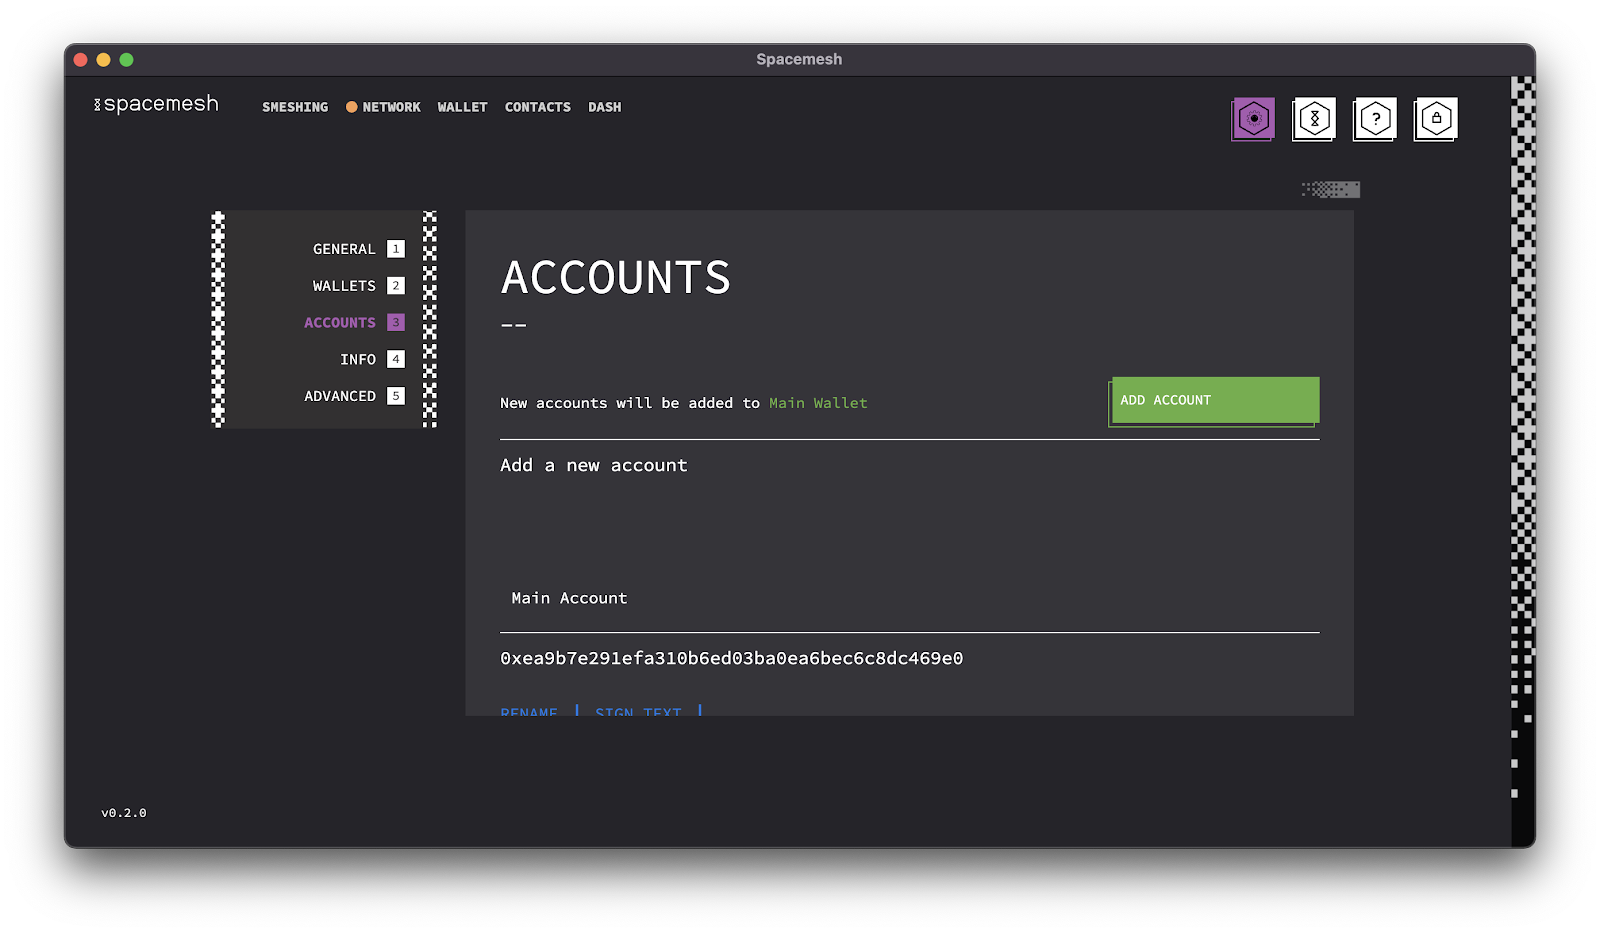 Spacemesh
spacemesh
SMESHING NETWORK WALLET CONTACTS DASH
?
GENERAL 1
WALLETS 2
ACCOUNTS 3
INFO 4
ADVANCED 5
ACCOUNTS
--
New accounts will be added to Main Wallet
ADD ACCOUNT
Add a new account
Main Account
0xea9b7e291efa310b6ed03ba0ea6bec6c8dc469e0
RENAME | SIGN TEXT |
v0.2.0